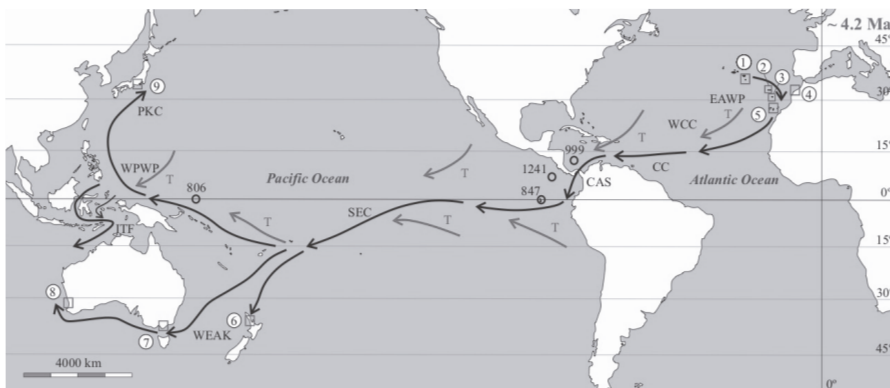 ~ 4.2 Ma
45°
1
2
3
4
9
EAWP
30°
PKC
5
T
WCC
T
999
15°
WPWP
T
Pacific Ocean
T
1241
CC
Atlantic Ocean
806
847
CAS
0°
SEC
T
T
T
ITF
15°
8
30°
6
7
WEAK
45°
4000 km
0°